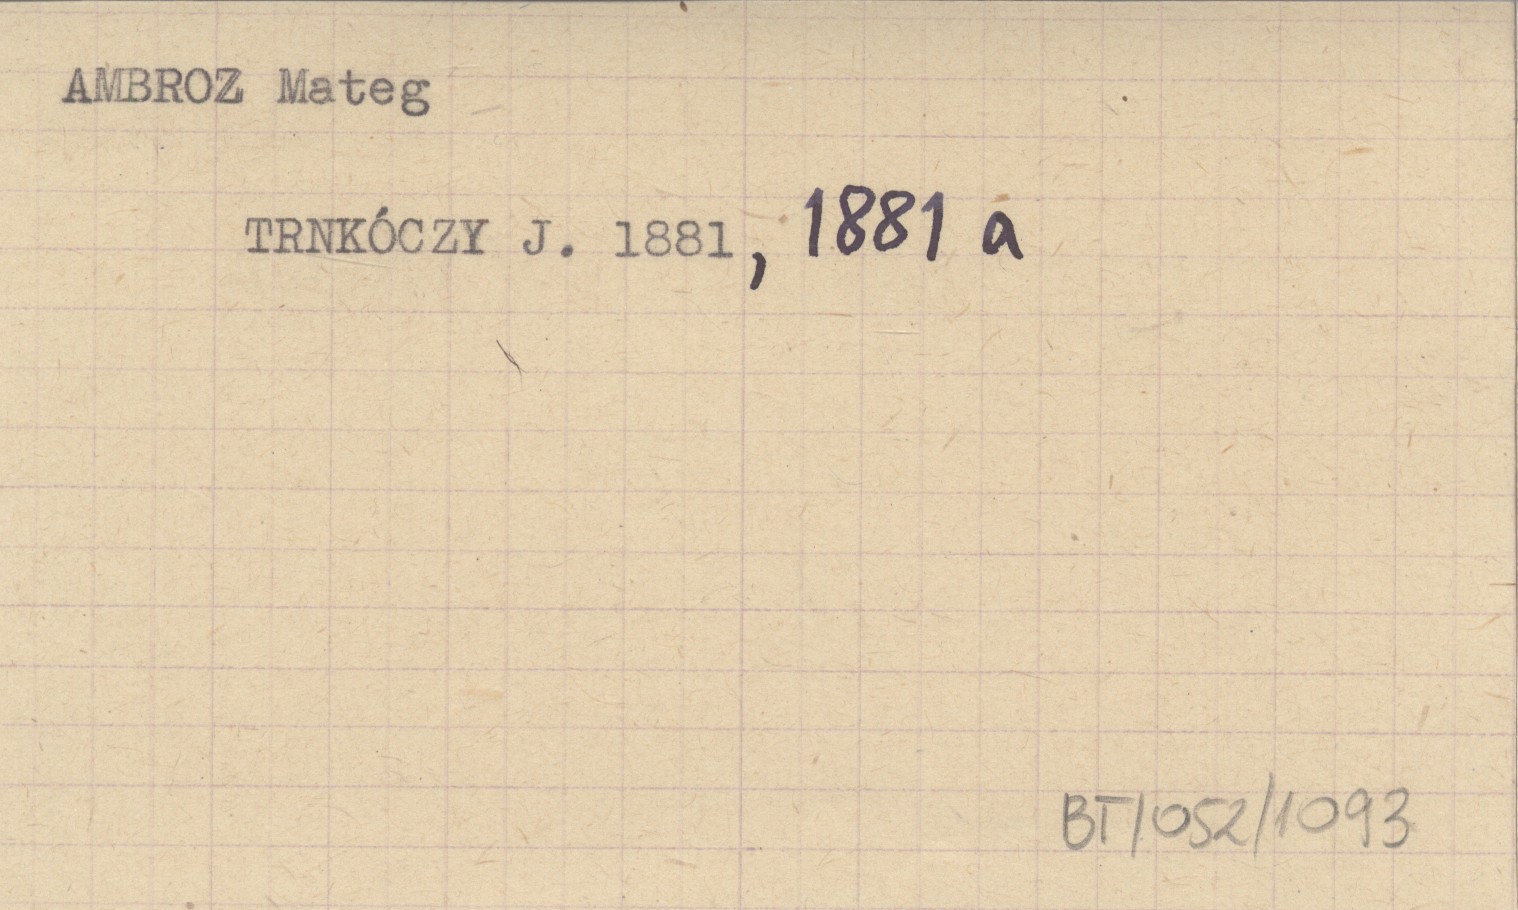 AMBROZ Mateg
TRNKÓCZY J. 1881, 1881 a
BT/052/1093